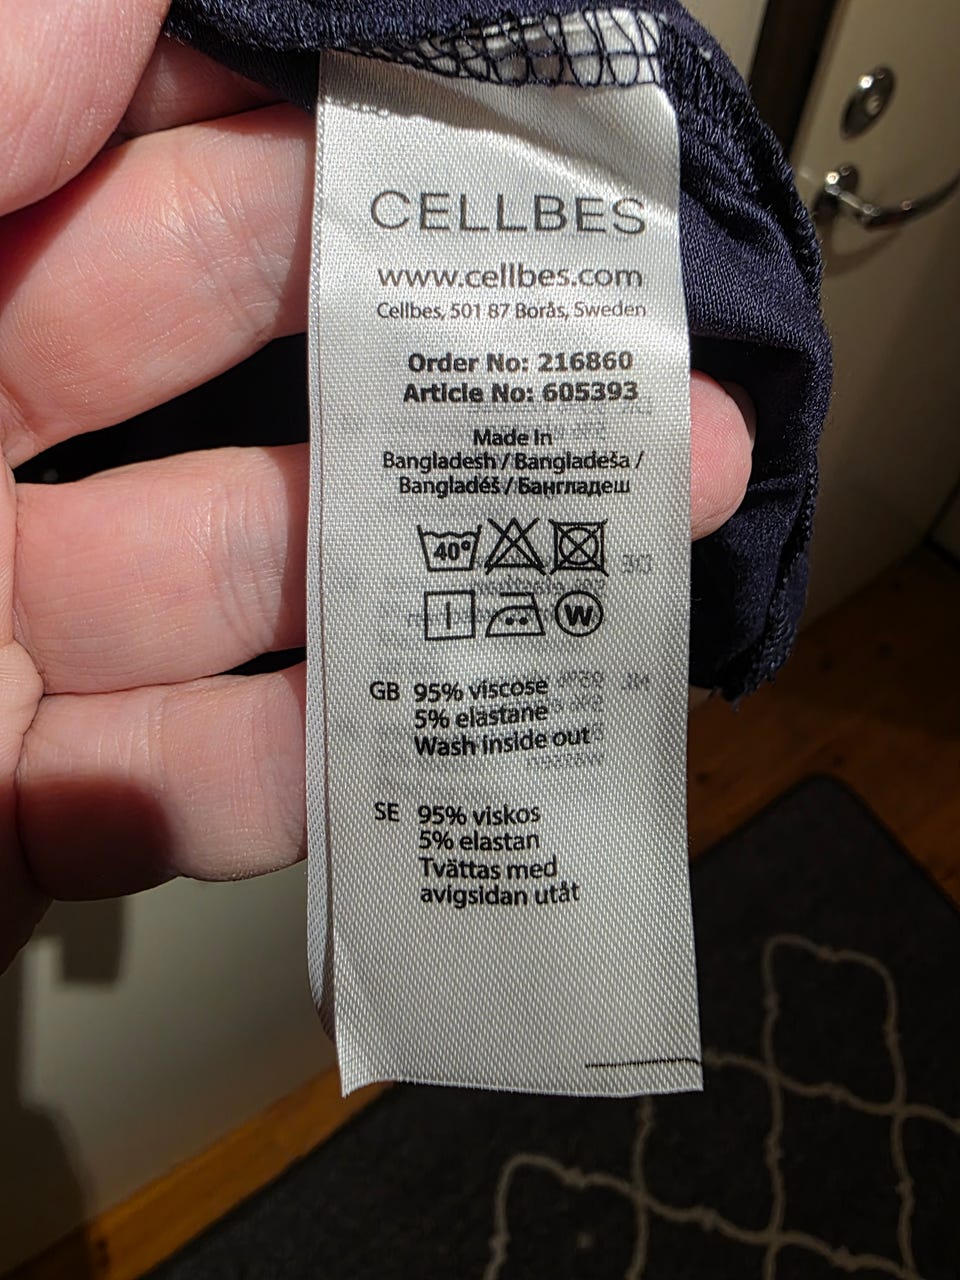 CELLBES
www.cellbes.com
Cellbes, 501 87 Borås, Sweden
Order No: 216860
Article No: 605393
Made In
Bangladesh / Bangladeša /
Bangladéš / Бангладеш
40°
W
GB 95% viscose
5% elastane
Wash inside out
SE 95% viskos
5% elastan
Tvättas med
avigsidan utåt